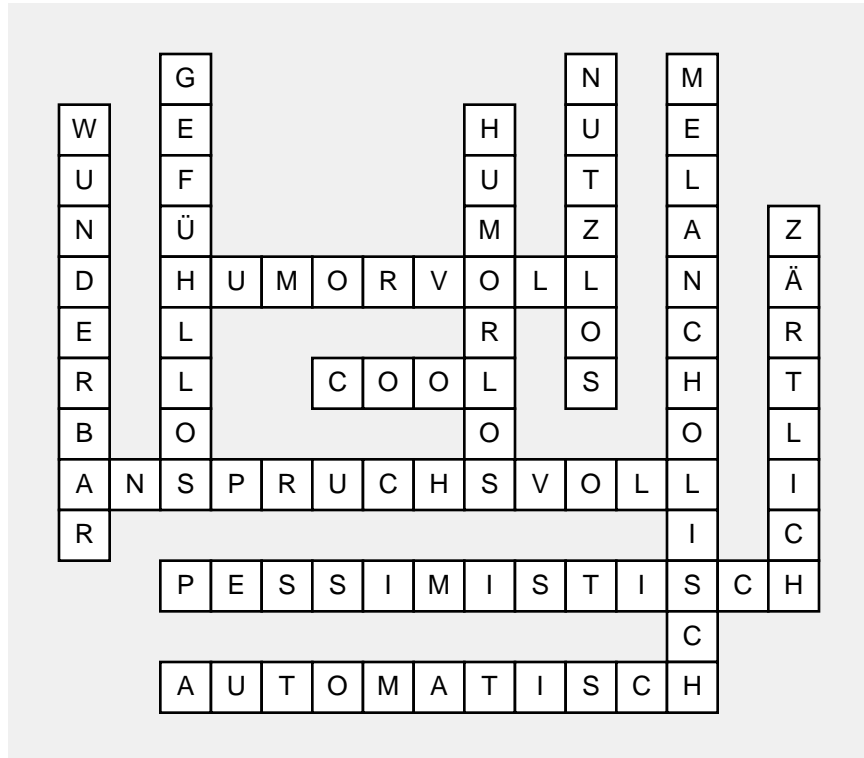 GEFÜHLLOS
NUTZLOS
MELANCHOLISCH
WUNDERBAR
HUMORLOS
ZÄRTLICH
HUMORVOLL
COOL
ANSPRUCHSVOLL
PESSIMISTISCH
AUTOMATISCH